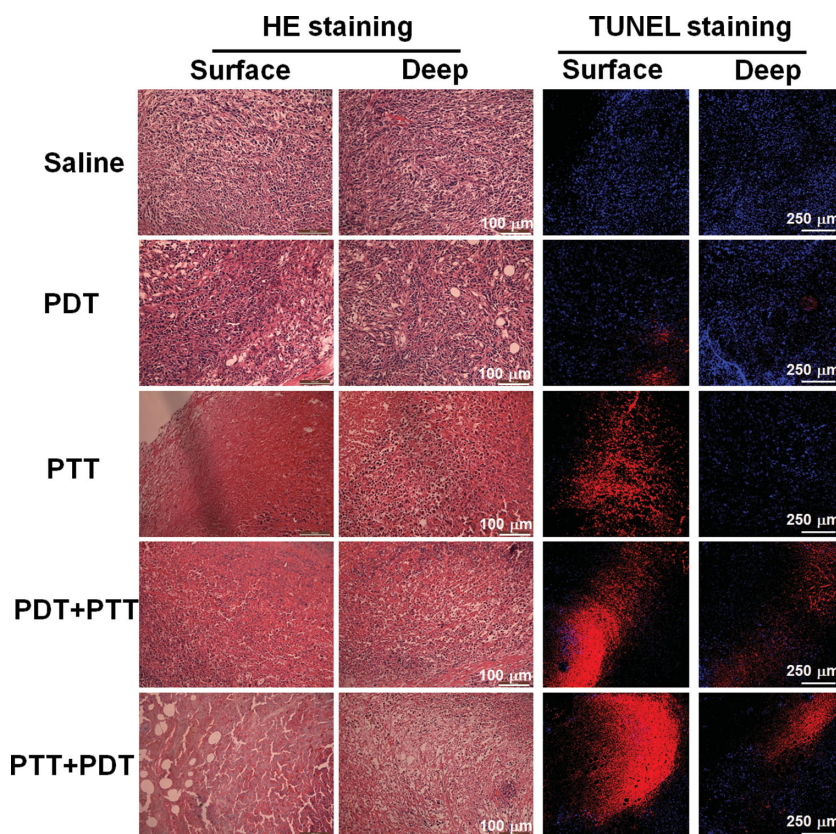 HE staining TUNEL staining
Surface Deep Surface Deep
Saline 100 μm 250 μm
PDT 100 μm 250 μm
PTT 100 μm 250 μm
PDT+PTT 100 μm 250 μm
PTT+PDT 100 μm 250 μm